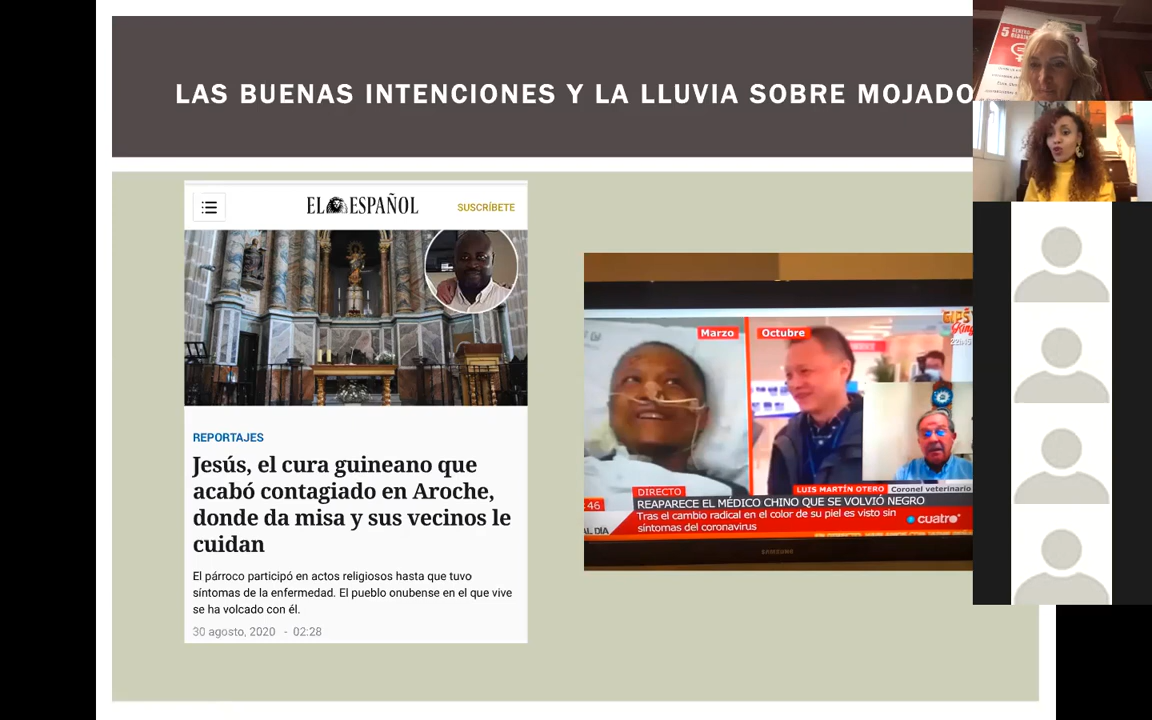 LAS BUENAS INTENCIONES Y LA LLUVIA SOBRE MOJADO
EL ESPAÑOL
SUSCRÍBETE
REPORTAJES
Jesús, el cura guineano que
acabó contagiado en Aroche,
donde da misa y sus vecinos le
cuidan
El párroco participó en actos religiosos hasta que tuvo
síntomas de la enfermedad. El pueblo onubense en el que vive
se ha volcado con él.
30 agosto, 2020 - 02:28
Marzo
Octubre
LUIS MARTÍN OTERO Coronel veterinario
DIRECTO
:46
REAPARECE EL MÉDICO CHINO QUE SE VOLVIÓ NEGRO
Tras el cambio radical en el color de su piel es visto sin
síntomas del coronavirus
AL DÍA
cuatro
SAMSUNG
5